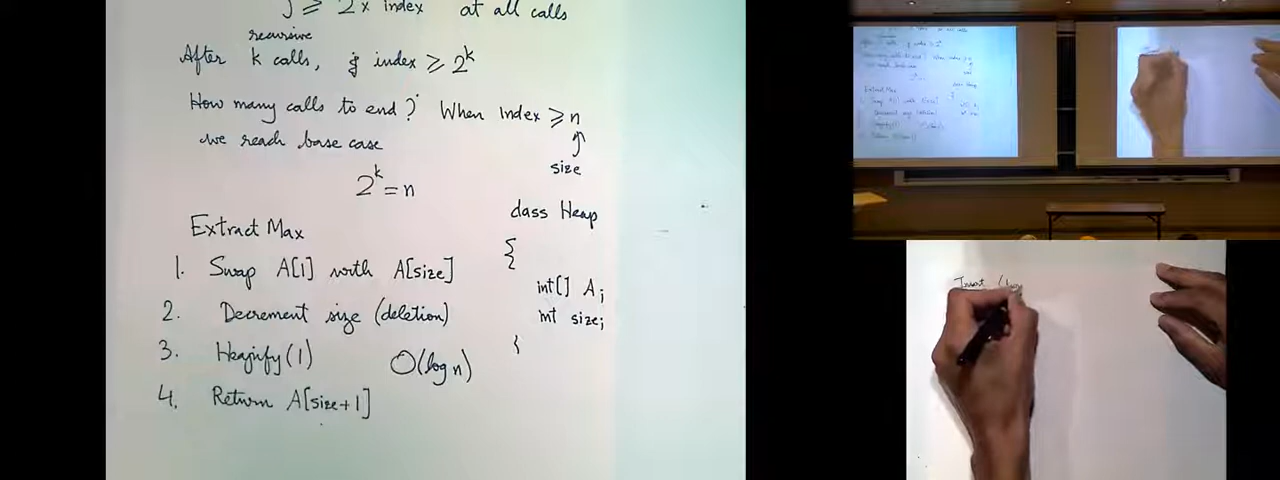 j ⩾ 2 x index at all calls
recursive
After k calls, index ⩾ 2^k
How many calls to end? When index ⩾ n
we reach base case
size
2^k = n
Extract Max
class Heap
{
1. Swap A[1] with A[size]
int[] A;
2. Decrement size (deletion)
int size;
3. Heapify(1) O(log n)
}
4. Return A[size+1]
Insert